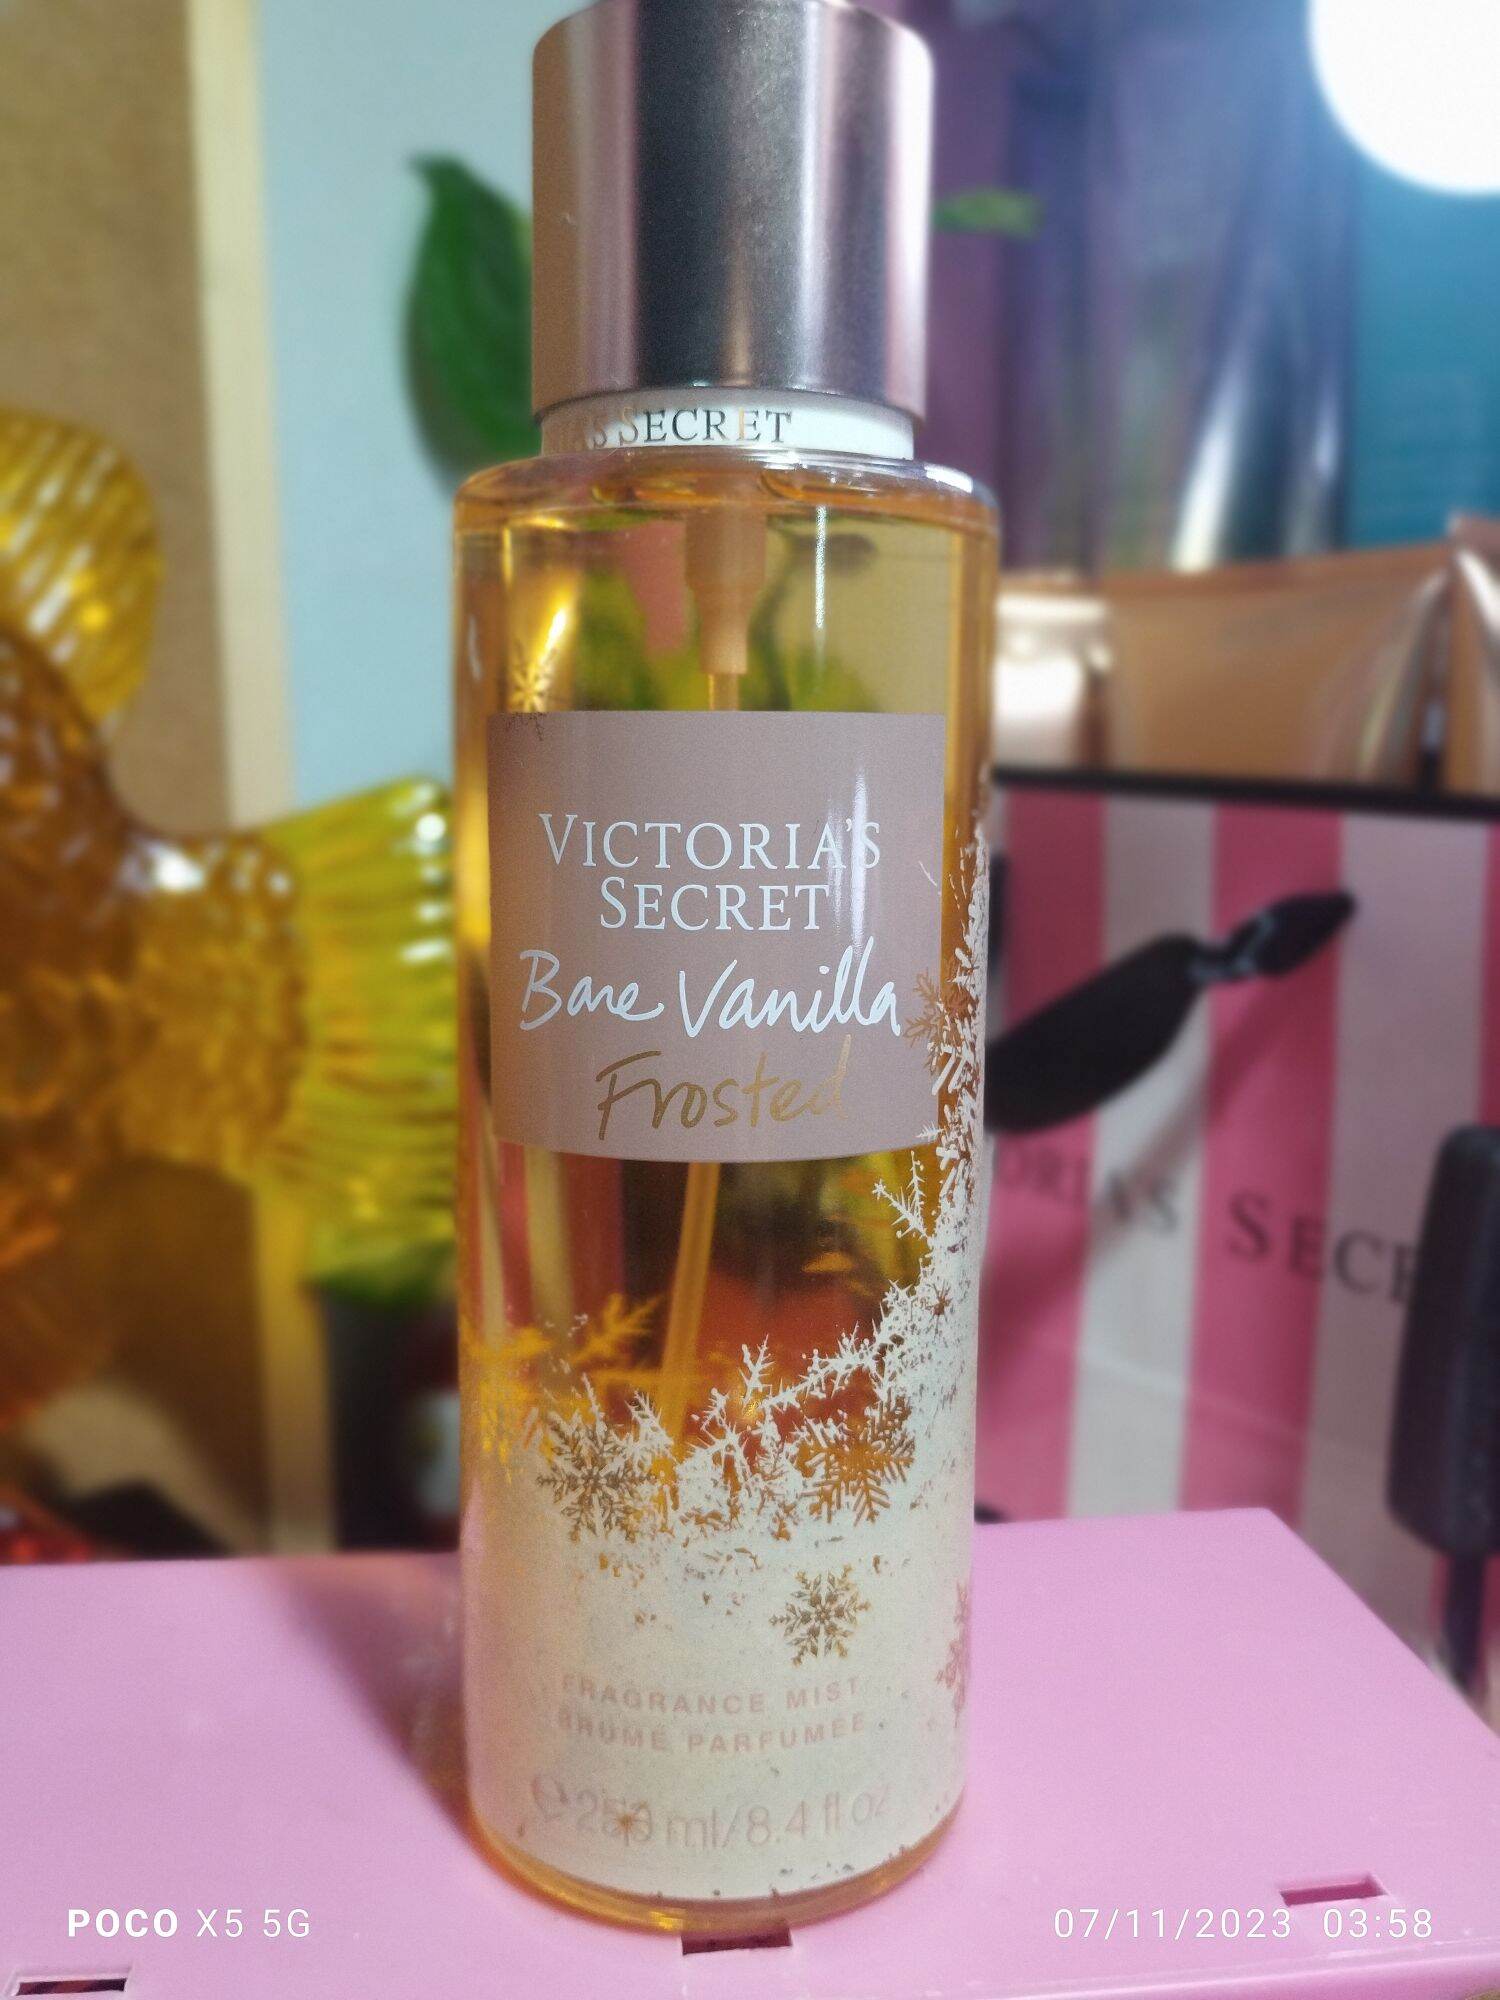 SECRET
VICTORIA'S
SECRET
Bare Vanilla
Frosted
FRAGRANCE MIST
BRUME PARFUMÉE
250 ml/8.4 fl oz
POCO X5 5G
07/11/2023 03:58